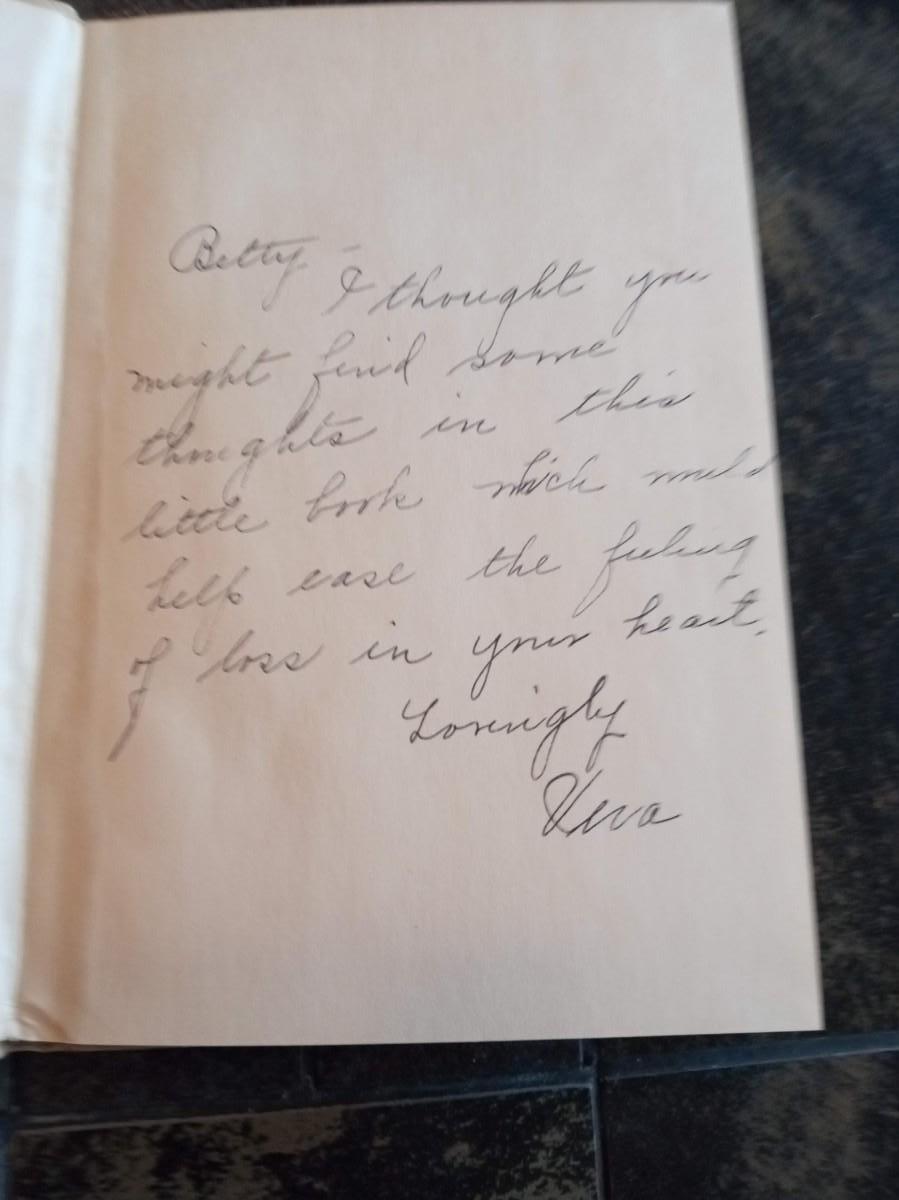 Betty –
I thought you
might find some
thoughts in this
little book which would
help ease the feeling
of loss in your heart.
Lovingly
Veva